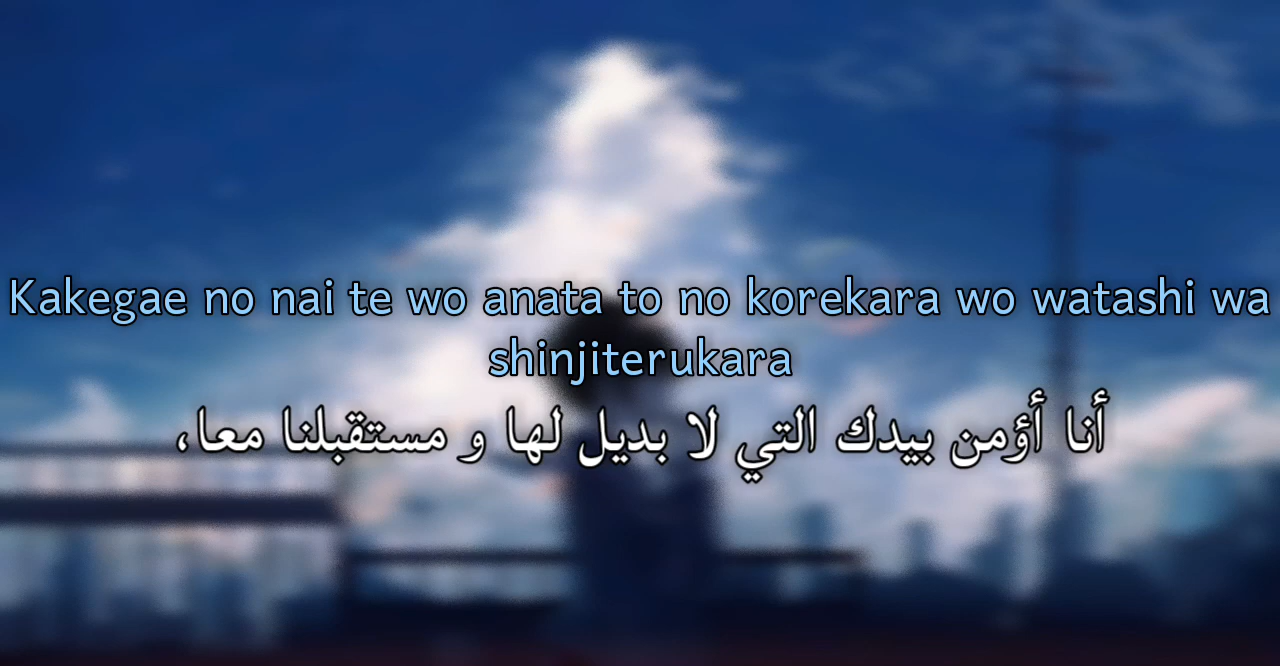 Kakegae no nai te wo anata to no korekara wo watashi wa
shinjiterukara
أنا أؤمن بيدك التي لا بديل لها و مستقبلنا معا،